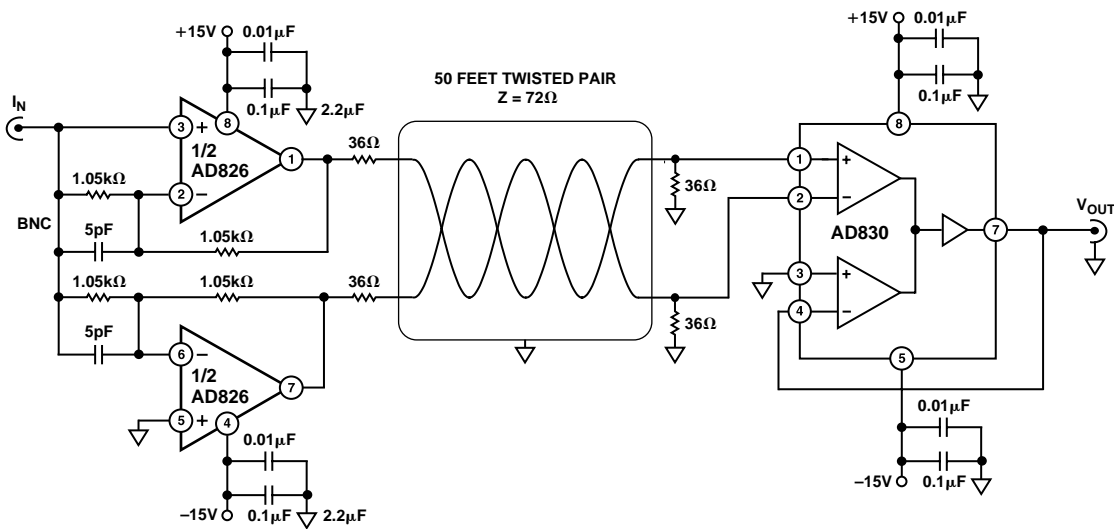 +15V
0.01µF
0.1µF
2.2µF
IN
3
+
1/2
AD826
8
1
36Ω
1.05kΩ
2
–
BNC
5pF
1.05kΩ
1.05kΩ
1.05kΩ
36Ω
5pF
6
–
1/2
AD826
7
5
+
4
0.01µF
–15V
0.1µF
2.2µF
50 FEET TWISTED PAIR
Z = 72Ω
36Ω
36Ω
+15V
0.01µF
0.1µF
8
1
+
2
–
AD830
3
+
4
–
7
VOUT
5
0.01µF
–15V
0.1µF